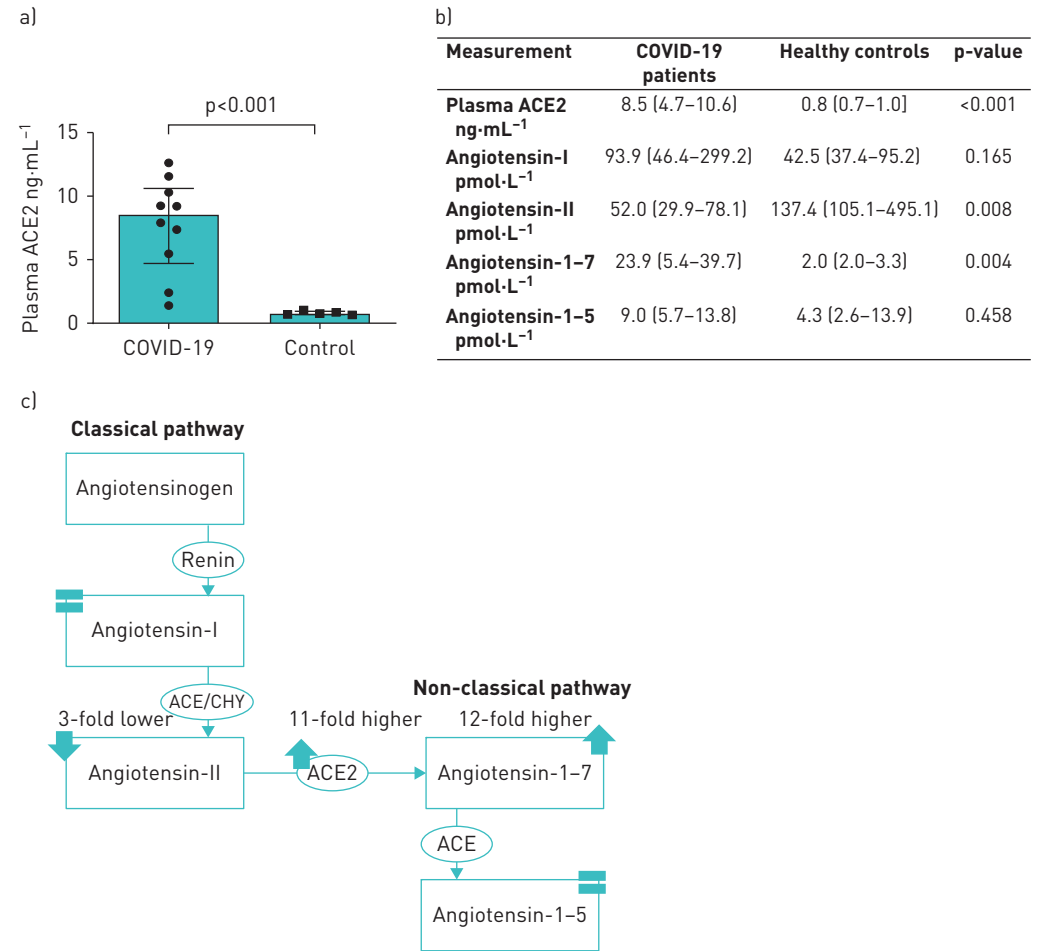 a)
p<0.001
Plasma ACE2 ng·mL⁻¹
15
10
5
0
COVID-19 Control
b)
Measurement COVID-19 patients Healthy controls p-value
Plasma ACE2 ng·mL⁻¹ 8.5 (4.7–10.6) 0.8 (0.7–1.0] <0.001
Angiotensin-I pmol·L⁻¹ 93.9 (46.4–299.2) 42.5 (37.4–95.2) 0.165
Angiotensin-II pmol·L⁻¹ 52.0 (29.9–78.1) 137.4 (105.1–495.1) 0.008
Angiotensin-1–7 pmol·L⁻¹ 23.9 (5.4–39.7) 2.0 (2.0–3.3) 0.004
Angiotensin-1–5 pmol·L⁻¹ 9.0 (5.7–13.8) 4.3 (2.6–13.9) 0.458
c)
Classical pathway
Angiotensinogen
Renin
Angiotensin-I
ACE/CHY
Non-classical pathway
3-fold lower 11-fold higher 12-fold higher
Angiotensin-II ACE2 Angiotensin-1–7
ACE
Angiotensin-1–5